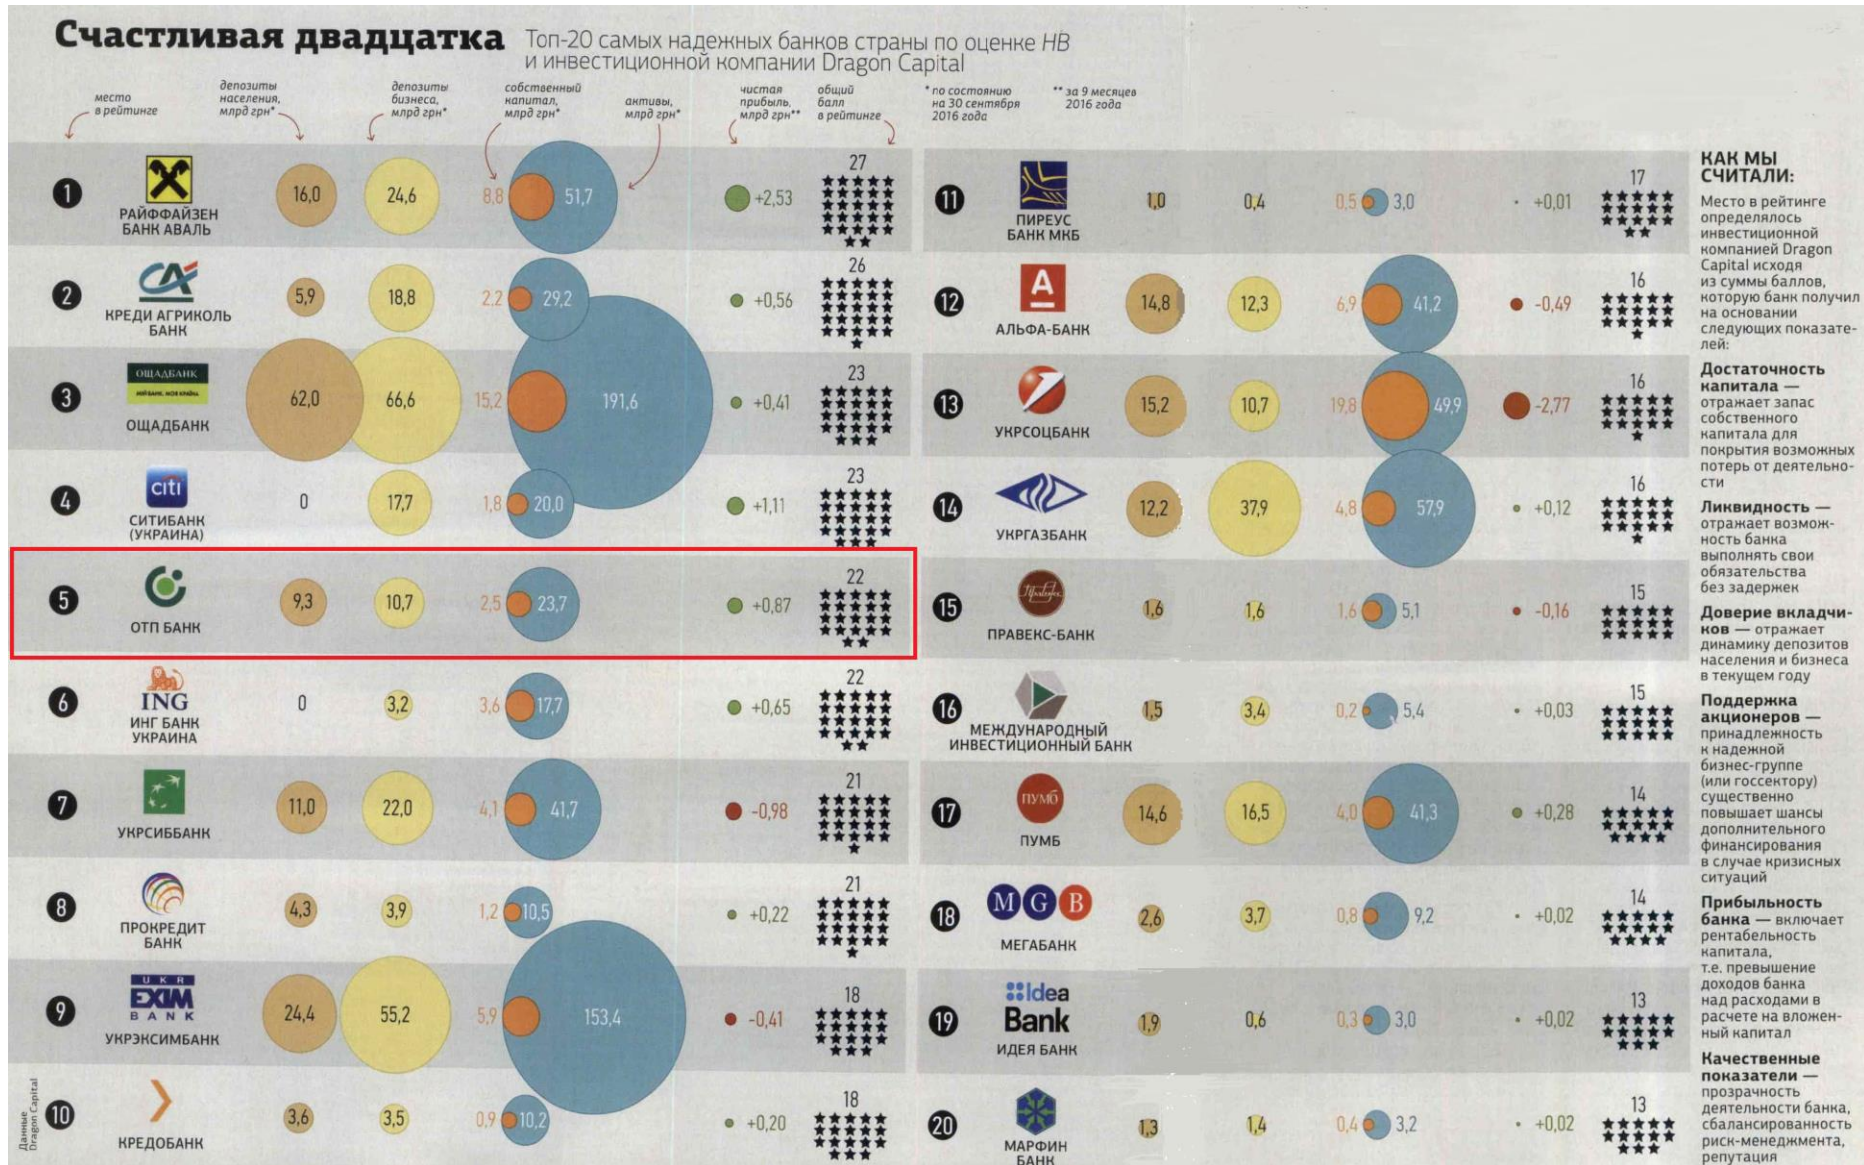 Счастливая двадцатка
Топ-20 самых надежных банков страны по оценке НВ
и инвестиционной компании Dragon Capital
место
в рейтинге
депозиты
населения,
млрд грн*
депозиты
бизнеса,
млрд грн*
собственный
капитал,
млрд грн*
активы,
млрд грн*
чистая
прибыль,
млрд грн**
общий
балл
в рейтинге
* по состоянию
на 30 сентября
2016 года
** за 9 месяцев
2016 года
1
РАЙФФАЙЗЕН
БАНК АВАЛЬ
16,0
24,6
8,8
51,7
+2,53
27
2
CA
КРЕДИ АГРИКОЛЬ
БАНК
5,9
18,8
2,2
29,2
+0,56
26
3
ОЩАДБАНК
МІЙ БАНК. МОЯ КРАЇНА
ОЩАДБАНК
62,0
66,6
15,2
191,6
+0,41
23
4
citi
СИТИБАНК
(УКРАИНА)
0
17,7
1,8
20,0
+1,11
23
5
ОТП БАНК
9,3
10,7
2,5
23,7
+0,87
22
6
ING
ИНГ БАНК
УКРАИНА
0
3,2
3,6
17,7
+0,65
22
7
УКРСИББАНК
11,0
22,0
4,1
41,7
-0,98
21
8
ПРОКРЕДИТ
БАНК
4,3
3,9
1,2
10,5
+0,22
21
9
UKR
EXIM
BANK
УКРЭКСИМБАНК
24,4
55,2
5,9
153,4
-0,41
18
10
КРЕДОБАНК
3,6
3,5
0,9
10,2
+0,20
18
Данные
Dragon Capital
11
ПИРЕУС
БАНК МКБ
1,0
0,4
0,5
3,0
+0,01
17
12
А
АЛЬФА-БАНК
14,8
12,3
6,9
41,2
-0,49
16
13
УКРСОЦБАНК
15,2
10,7
19,8
49,9
-2,77
16
14
УКРГАЗБАНК
12,2
37,9
4,8
57,9
+0,12
16
15
ПРАВЕКС-БАНК
1,6
1,6
1,6
5,1
-0,16
15
16
МЕЖДУНАРОДНЫЙ
ИНВЕСТИЦИОННЫЙ БАНК
1,5
3,4
0,2
5,4
+0,03
15
17
ПУМБ
ПУМБ
14,6
16,5
4,0
41,3
+0,28
14
18
MGB
МЕГАБАНК
2,6
3,7
0,8
9,2
+0,02
14
19
Idea
Bank
ИДЕЯ БАНК
1,9
0,6
0,3
3,0
+0,02
13
20
МАРФИН
БАНК
1,3
1,4
0,4
3,2
+0,02
13
КАК МЫ
СЧИТАЛИ:
Место в рейтинге
определялось
инвестиционной
компанией Dragon
Capital исходя
из суммы баллов,
которую банк получил
на основании
следующих показате-
лей:
Достаточность
капитала —
отражает запас
собственного
капитала для
покрытия возможных
потерь от деятельно-
сти
Ликвидность —
отражает возмож-
ность банка
выполнять свои
обязательства
без задержек
Доверие вкладчи-
ков — отражает
динамику депозитов
населения и бизнеса
в текущем году
Поддержка
акционеров —
принадлежность
к надежной
бизнес-группе
(или госсектору)
существенно
повышает шансы
дополнительного
финансирования
в случае кризисных
ситуаций
Прибыльность
банка — включает
рентабельность
капитала,
т.е. превышение
доходов банка
над расходами в
расчете на вложен-
ный капитал
Качественные
показатели —
прозрачность
деятельности банка,
сбалансированность
риск-менеджмента,
репутация